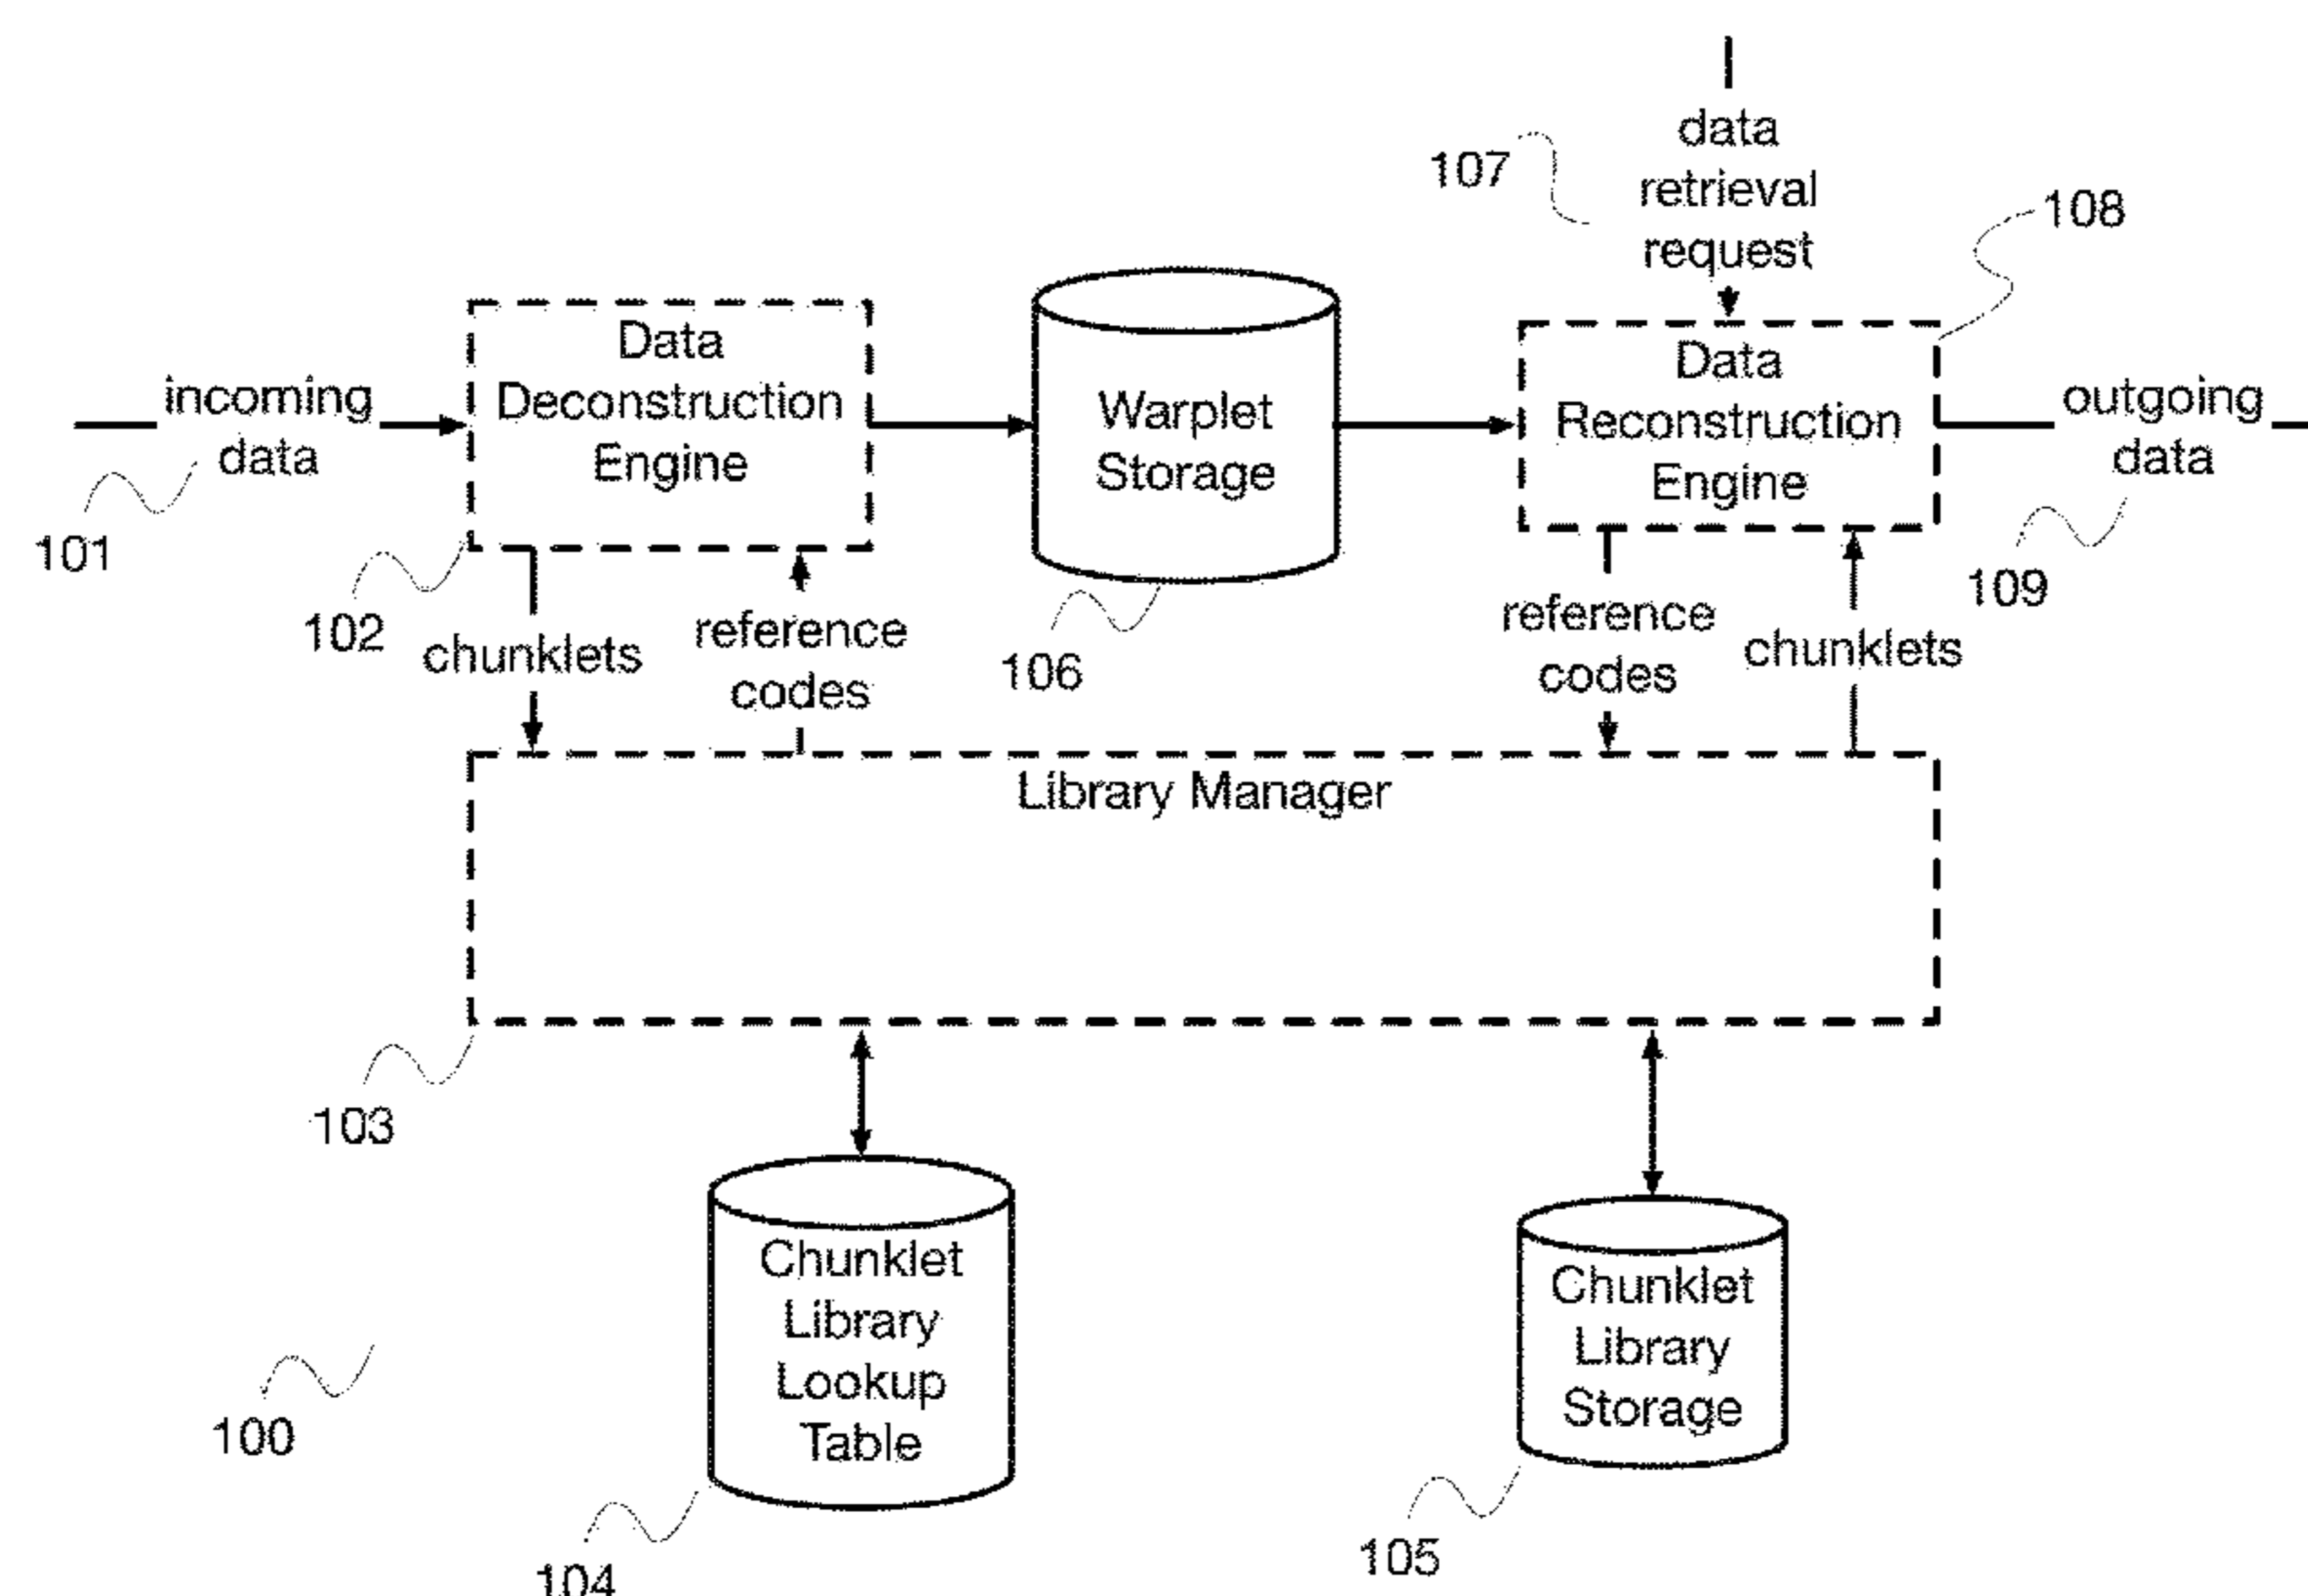 data
retrieval
request
107
108
incoming
data
101
Data
Deconstruction
Engine
102
Warplet
Storage
106
Data
Reconstruction
Engine
outgoing
data
109
chunklets
reference
codes
reference
codes
chunklets
Library Manager
103
Chunklet
Library
Lookup
Table
104
Chunklet
Library
Storage
105
100